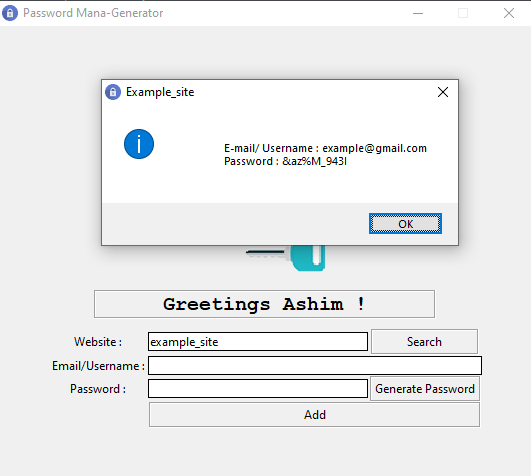 Password Mana-Generator
Example_site
E-mail/ Username : example@gmail.com
Password : &az%M_943l
Greetings Ashim !
Website :
example_site
Search
Email/Username :
Password :
Generate Password
Add
OK